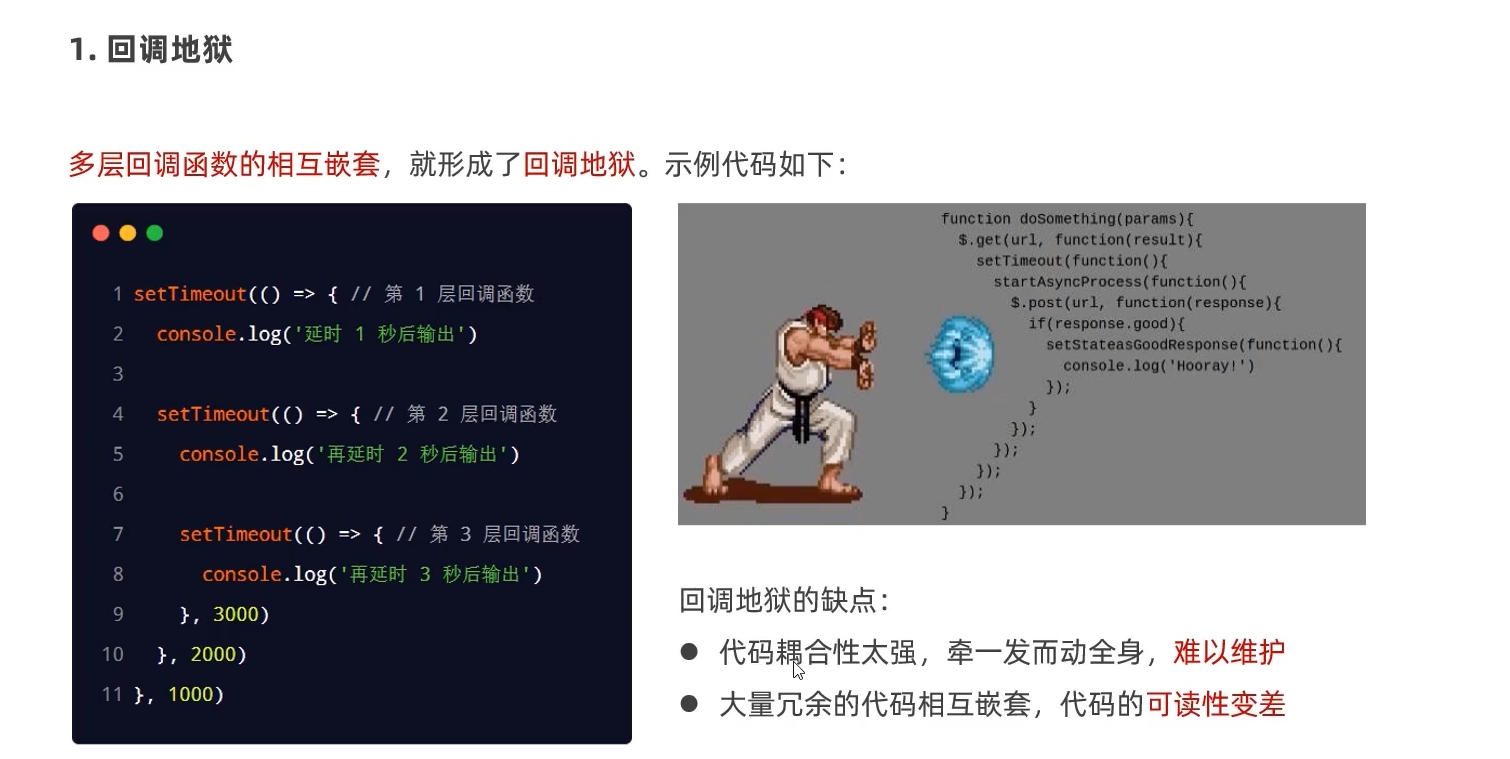 1. 回调地狱
多层回调函数的相互嵌套，就形成了回调地狱。示例代码如下：
1 setTimeout(() => { // 第 1 层回调函数
2   console.log('延时 1 秒后输出')
3
4   setTimeout(() => { // 第 2 层回调函数
5     console.log('再延时 2 秒后输出')
6
7     setTimeout(() => { // 第 3 层回调函数
8       console.log('再延时 3 秒后输出')
9     }, 3000)
10   }, 2000)
11 }, 1000)
function doSomething(params){
  $.get(url, function(result){
    setTimeout(function(){
      startAsyncProcess(function(){
        $.post(url, function(response){
          if(response.good){
            setStateasGoodResponse(function(){
              console.log('Hooray!')
            });
          }
        });
      });
    });
  });
}
回调地狱的缺点：
● 代码耦合性太强，牵一发而动全身，难以维护
● 大量冗余的代码相互嵌套，代码的可读性变差